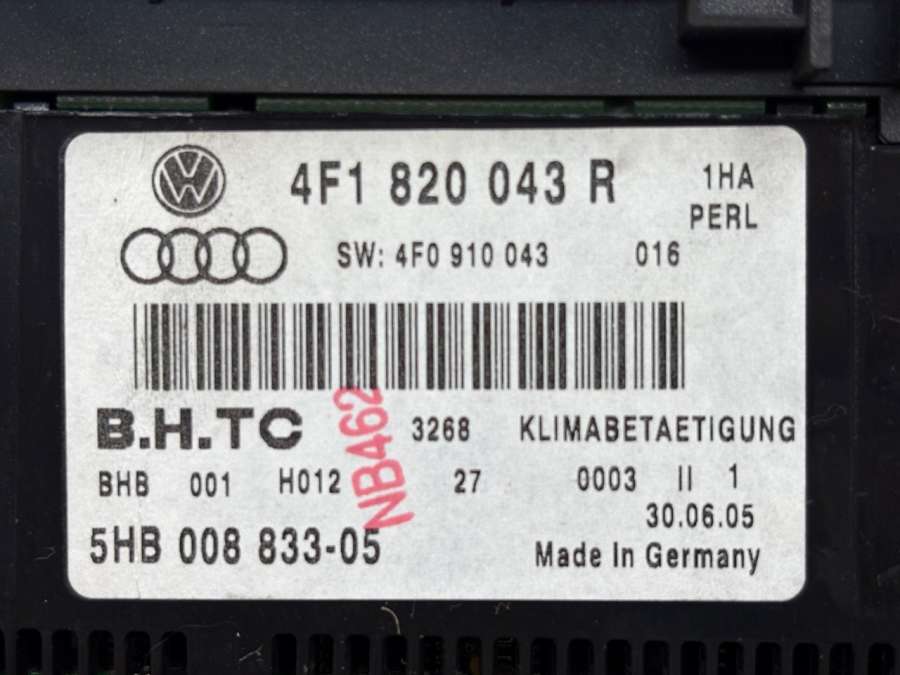 4F1 820 043 R
1HA
PERL
SW: 4F0 910 043 016
B.H.TC 3268 KLIMABETAETIGUNG
NB462
BHB 001 H012 27 0003 II 1
30.06.05
5HB 008 833-05
Made In Germany